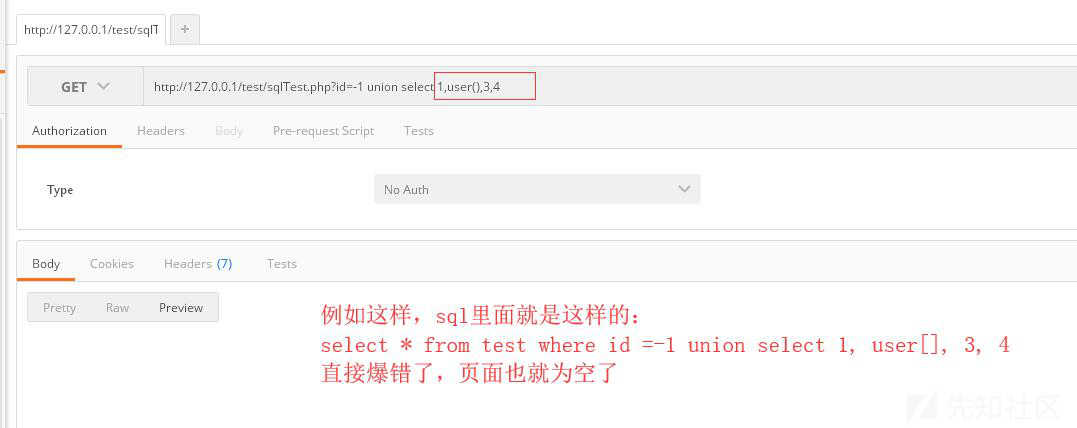 http://127.0.0.1/test/sqlT
+
GET http://127.0.0.1/test/sqlTest.php?id=-1 union select 1,user(),3,4
Authorization Headers Body Pre-request Script Tests
Type No Auth
Body Cookies Headers (7) Tests
Pretty Raw Preview
例如这样，sql里面就是这样的：
select * from test where id =-1 union select 1, user[], 3, 4
直接爆错了，页面也就为空了
先知社区